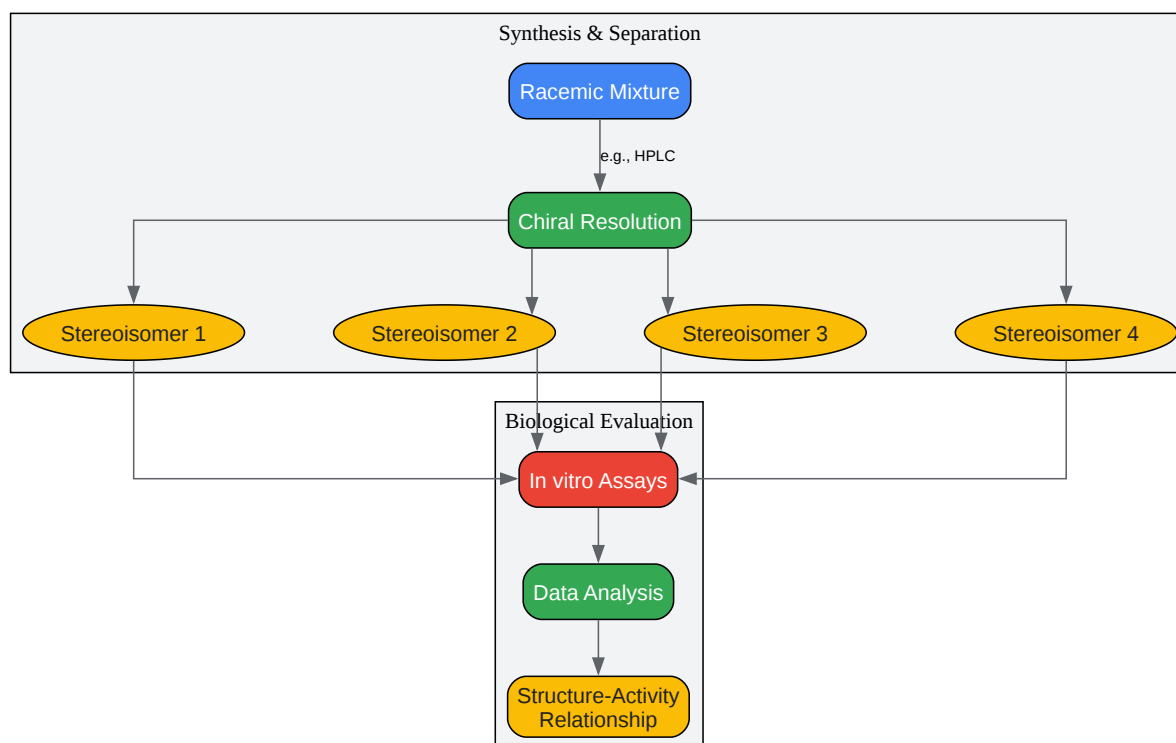 Synthesis & Separation
Racemic Mixture
e.g., HPLC
Chiral Resolution
Stereoisomer 1
Stereoisomer 2
Stereoisomer 3
Stereoisomer 4
Biological Evaluation
In vitro Assays
Data Analysis
Structure-Activity
Relationship